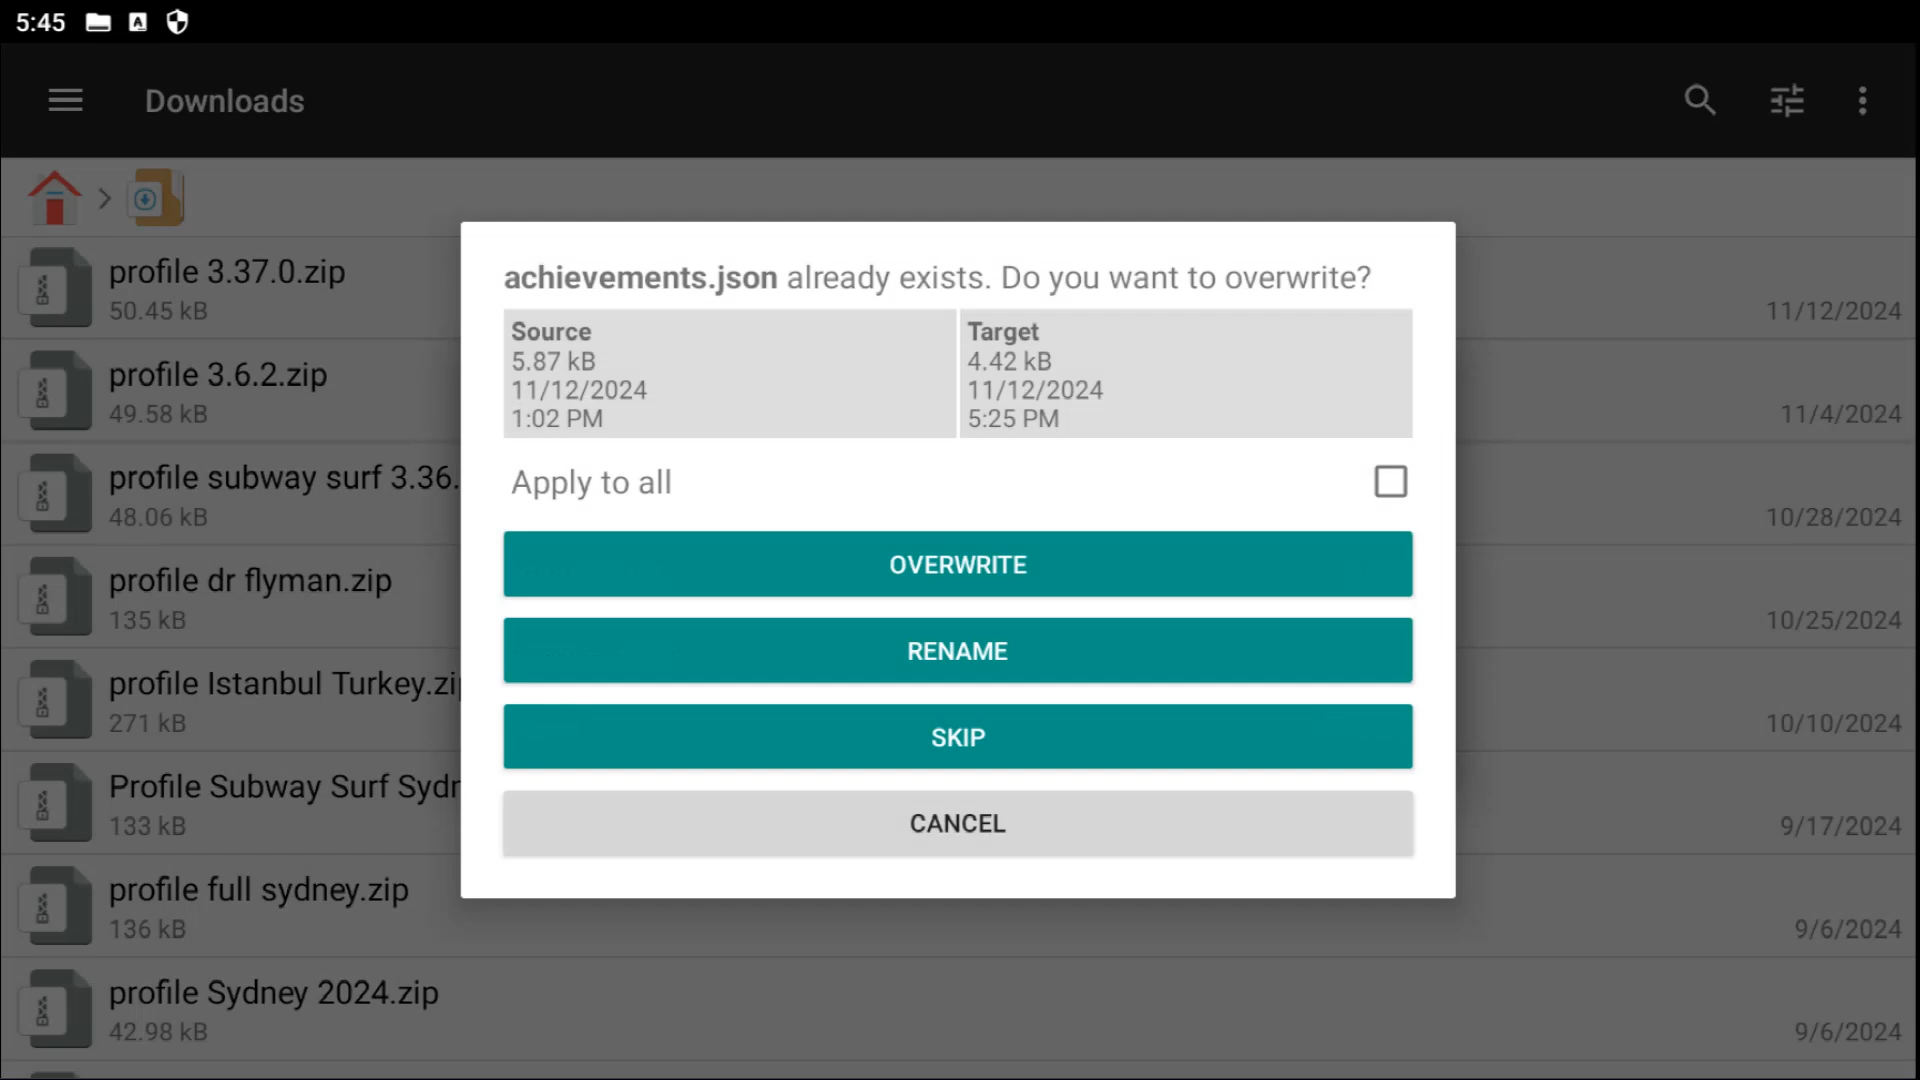 5:45
Downloads
profile 3.37.0.zip
50.45 kB
11/12/2024
profile 3.6.2.zip
49.58 kB
11/4/2024
profile subway surf 3.36.
48.06 kB
10/28/2024
profile dr flyman.zip
135 kB
10/25/2024
profile Istanbul Turkey.zip
271 kB
10/10/2024
Profile Subway Surf Sydn
133 kB
9/17/2024
profile full sydney.zip
136 kB
9/6/2024
profile Sydney 2024.zip
42.98 kB
9/6/2024
achievements.json already exists. Do you want to overwrite?
Source
5.87 kB
11/12/2024
1:02 PM
Target
4.42 kB
11/12/2024
5:25 PM
Apply to all
OVERWRITE
RENAME
SKIP
CANCEL